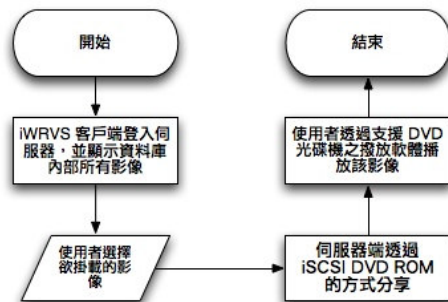 開始
iWRVS 客戶端登入伺
服器，並顯示資料庫
內部所有影像
使用者選擇
欲掛載的影
像
伺服器端透過
iSCSI DVD ROM
的方式分享
使用者透過支援 DVD
光碟機之撥放軟體播
放該影像
結束